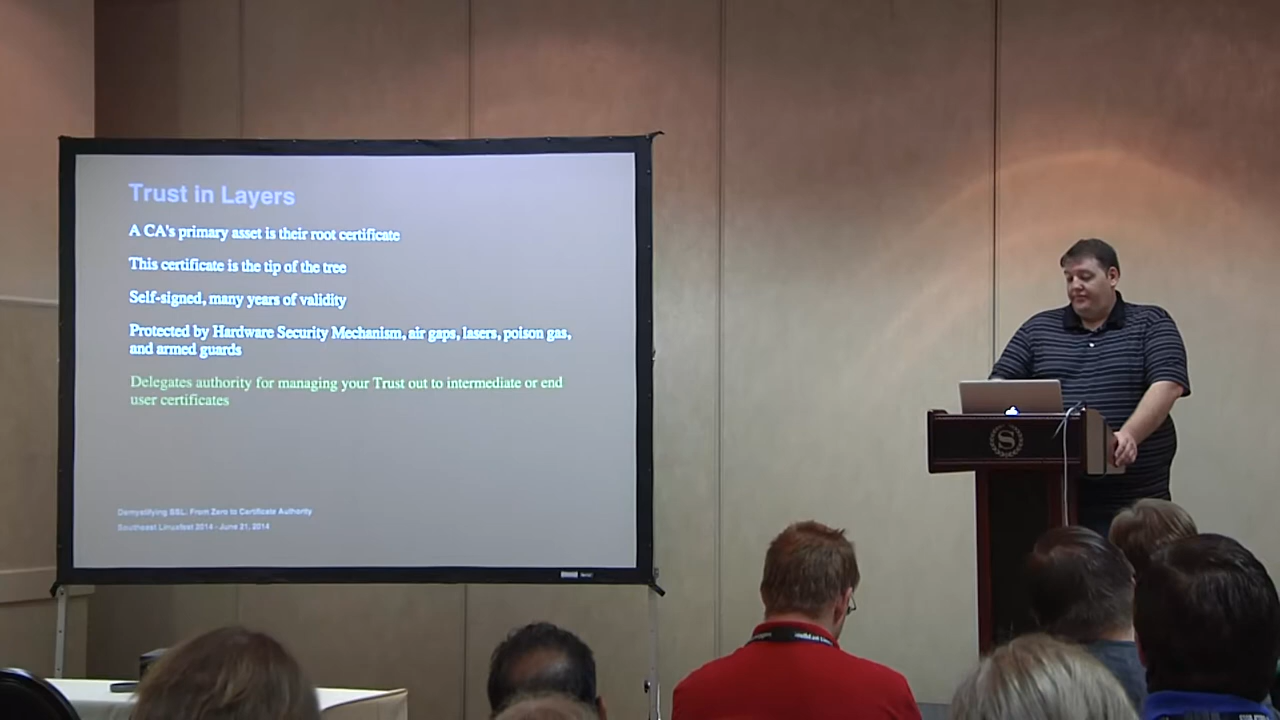 Trust in Layers
A CA's primary asset is their root certificate
This certificate is the tip of the tree
Self-signed, many years of validity
Protected by Hardware Security Mechanism, air gaps, lasers, poison gas,
and armed guards
Delegates authority for managing your Trust out to intermediate or end
user certificates
Demystifying SSL: From Zero to Certificate Authority
Southeast Linuxfest 2014 - June 21, 2014
S